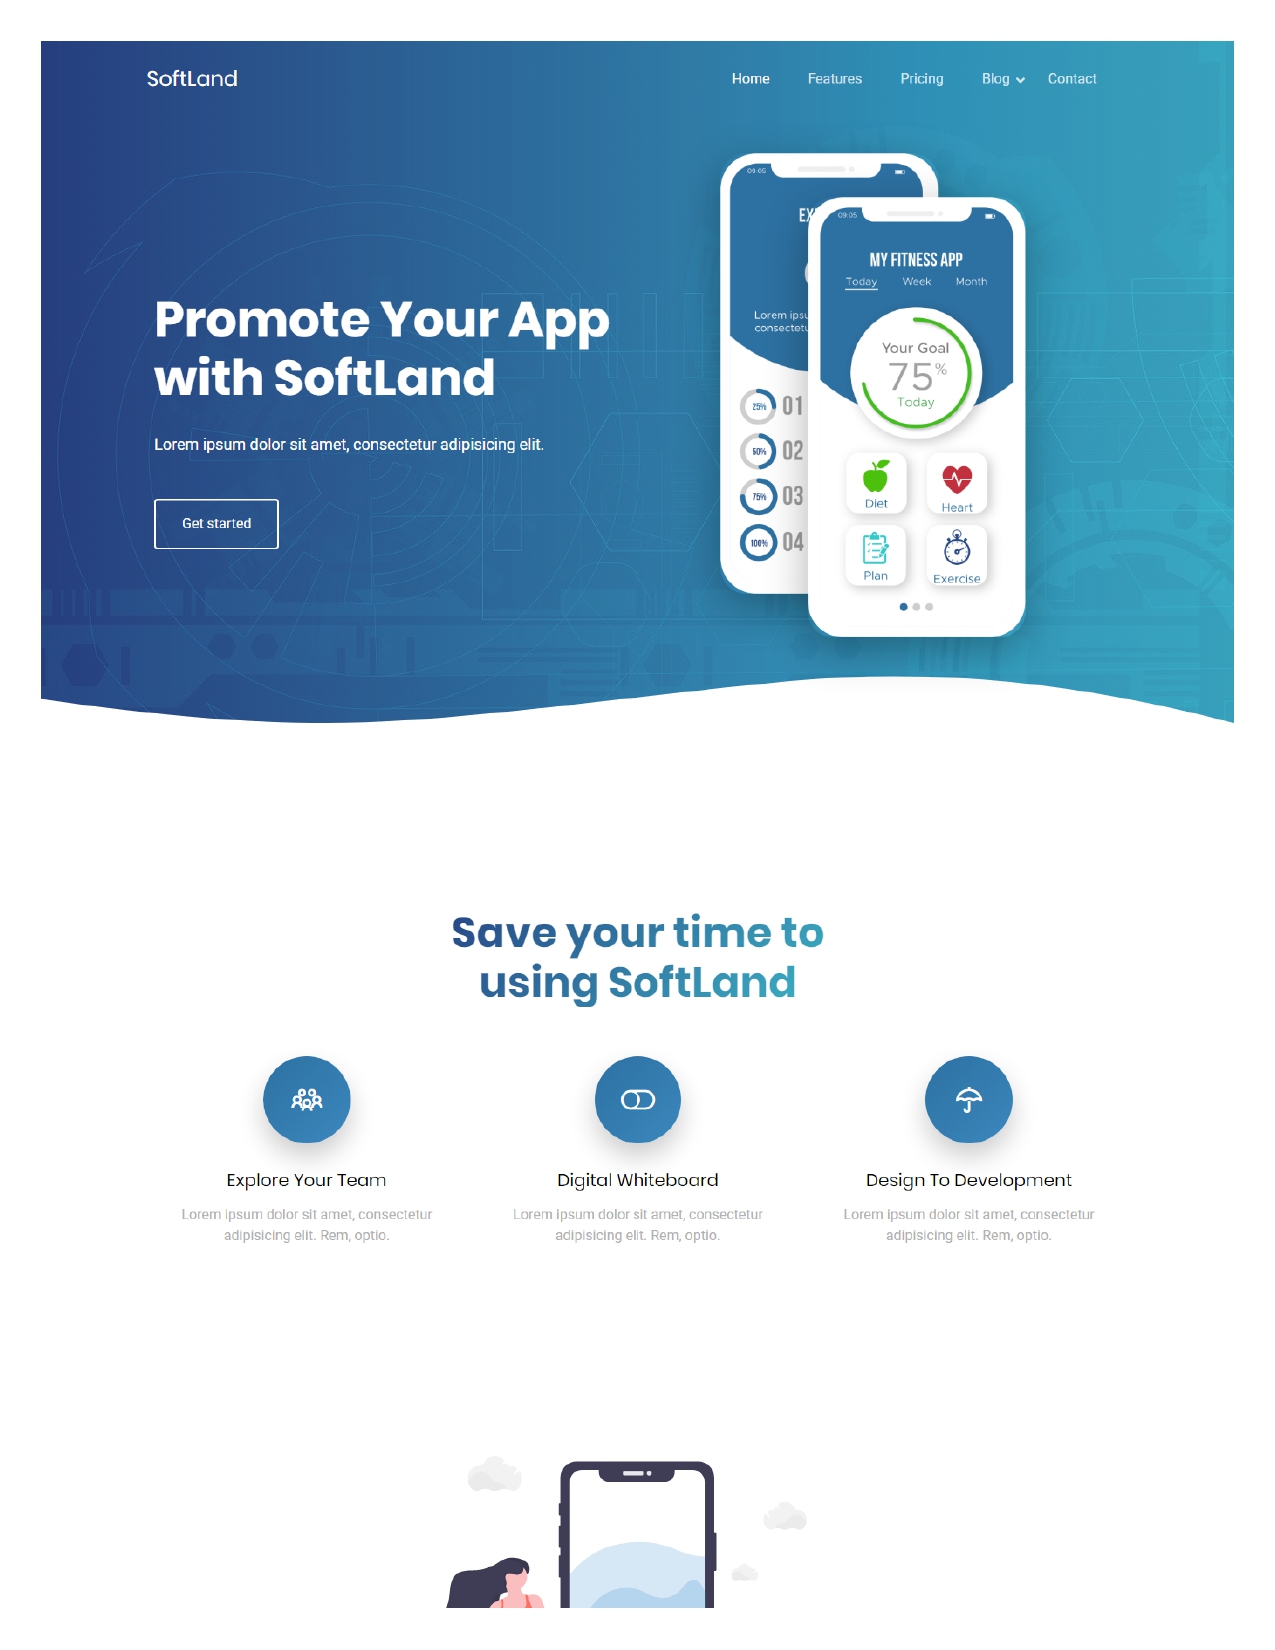 SoftLand
Home Features Pricing Blog Contact
Promote Your App
with SoftLand
Lorem ipsum dolor sit amet, consectetur adipisicing elit.
Get started
09:05
Lorem
25% 01
50% 02
75% 03
100% 04
09:05
MY FITNESS APP
Today Week Month
Your Goal
75%
Today
Diet Heart
Plan Exercise
Save your time to
using SoftLand
Explore Your Team
Lorem ipsum dolor sit amet, consectetur
adipisicing elit. Rem, optio.
Digital Whiteboard
Lorem ipsum dolor sit amet, consectetur
adipisicing elit. Rem, optio.
Design To Development
Lorem ipsum dolor sit amet, consectetur
adipisicing elit. Rem, optio.